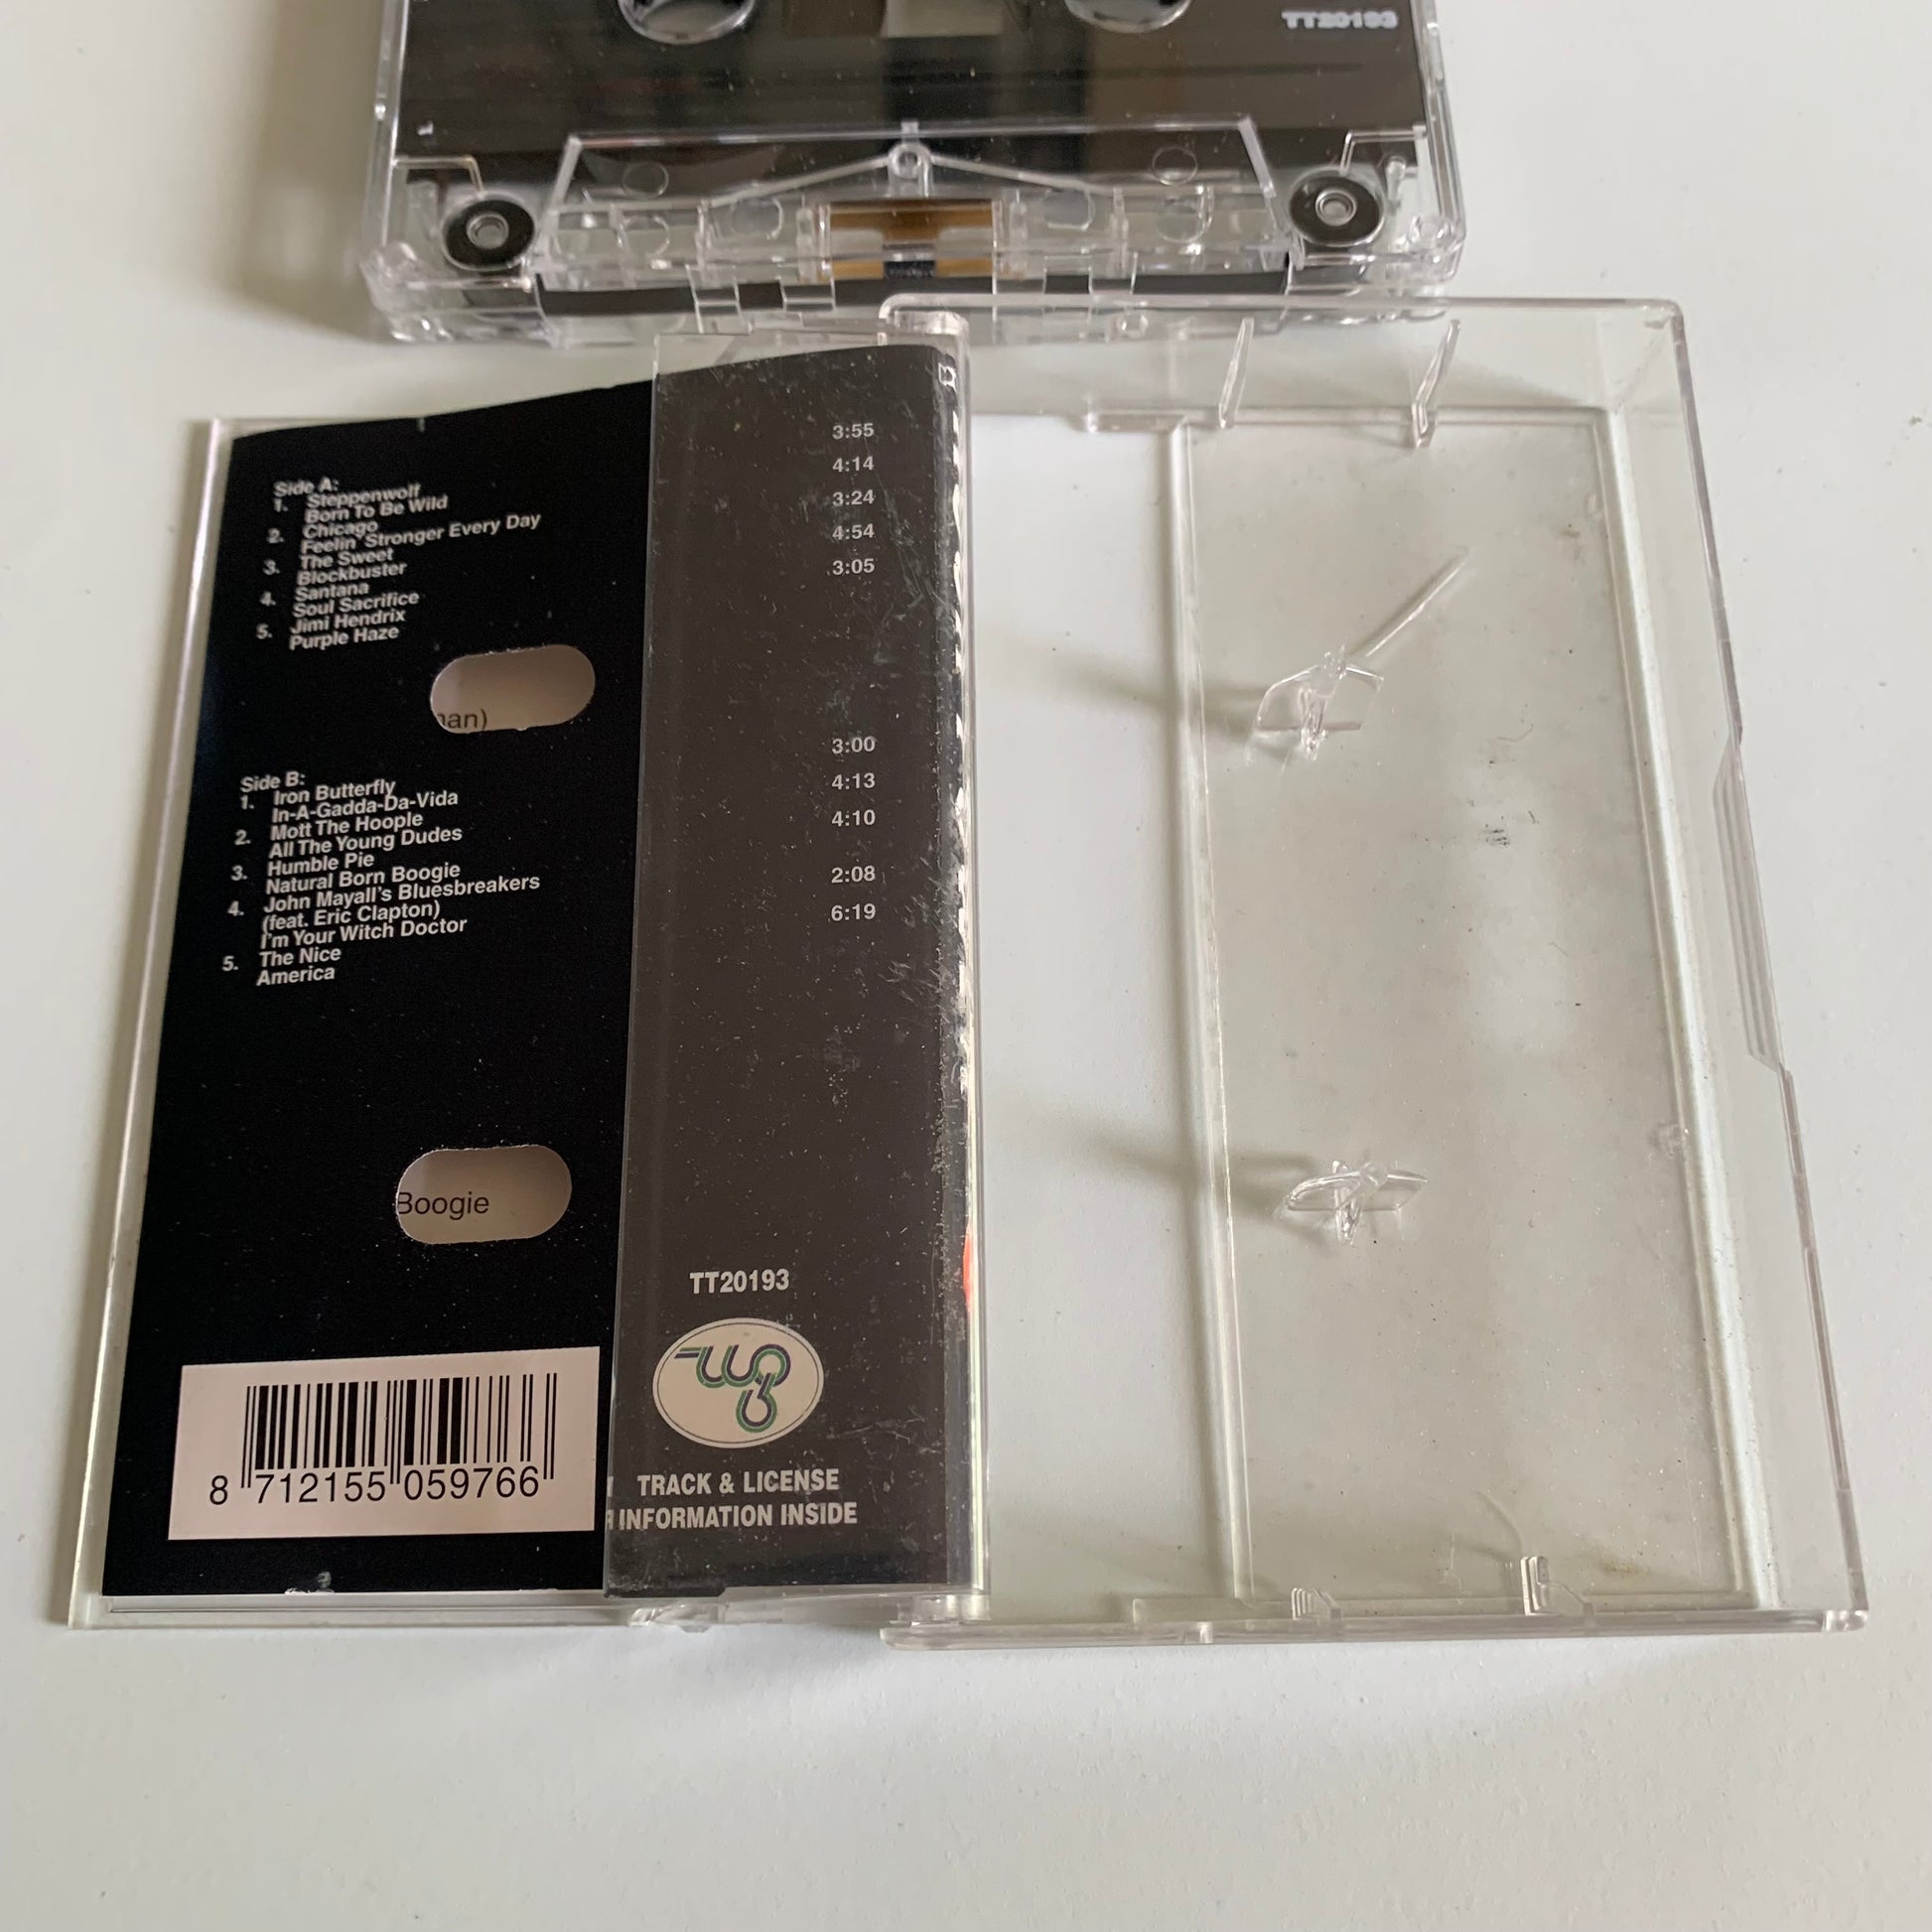 TT20193
Side A:
1. Steppenwolf
Born To Be Wild 3:55
2. Chicago
Feelin' Stronger Every Day 4:14
3. The Sweet
Blockbuster 3:24
4. Santana
Soul Sacrifice 4:54
5. Jimi Hendrix
Purple Haze 3:05
Side B:
1. Iron Butterfly
In-A-Gadda-Da-Vida 3:00
2. Mott The Hoople
All The Young Dudes 4:13
3. Humble Pie
Natural Born Boogie 4:10
4. John Mayall's Bluesbreakers
(feat. Eric Clapton)
I'm Your Witch Doctor 2:08
5. The Nice
America 6:19
Boogie
TT20193
TRACK & LICENSE
INFORMATION INSIDE
8 712155 059766